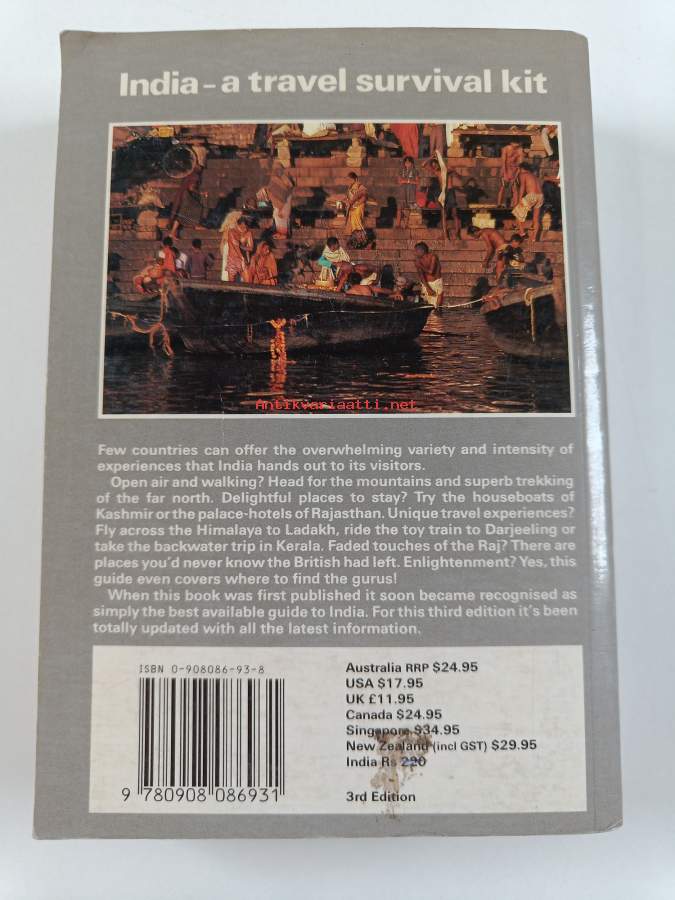 India – a travel survival kit
Antikvariaatti.net
Few countries can offer the overwhelming variety and intensity of
experiences that India hands out to its visitors.
Open air and walking? Head for the mountains and superb trekking
of the far north. Delightful places to stay? Try the houseboats of
Kashmir or the palace-hotels of Rajasthan. Unique travel experiences?
Fly across the Himalaya to Ladakh, ride the toy train to Darjeeling or
take the backwater trip in Kerala. Faded touches of the Raj? There are
places you'd never know the British had left. Enlightenment? Yes, this
guide even covers where to find the gurus!
When this book was first published it soon became recognised as
simply the best available guide to India. For this third edition it's been
totally updated with all the latest information.
ISBN 0-908086-93-8
9 780908 086931
Australia RRP $24.95
USA $17.95
UK £11.95
Canada $24.95
Singapore $34.95
New Zealand (incl GST) $29.95
India Rs 220
3rd Edition